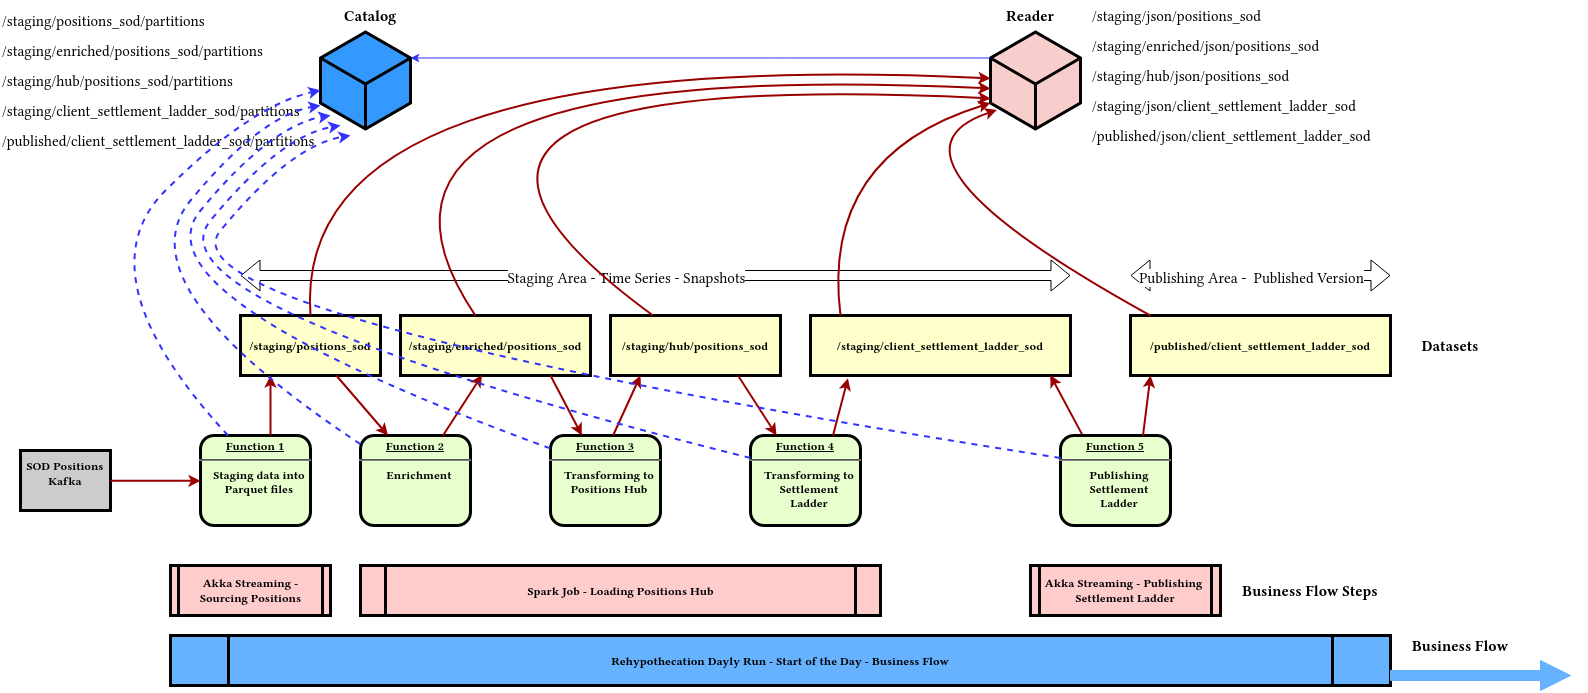 Catalog
Reader
/staging/positions_sod/partitions
/staging/enriched/positions_sod/partitions
/staging/hub/positions_sod/partitions
/staging/client_settlement_ladder_sod/partitions
/published/client_settlement_ladder_sod/partitions
/staging/json/positions_sod
/staging/enriched/json/positions_sod
/staging/hub/json/positions_sod
/staging/json/client_settlement_ladder_sod
/published/json/client_settlement_ladder_sod
Staging Area - Time Series - Snapshots
Publishing Area -  Published Version
/staging/positions_sod
/staging/enriched/positions_sod
/staging/hub/positions_sod
/staging/client_settlement_ladder_sod
/published/client_settlement_ladder_sod
Datasets
SOD Positions
Kafka
Function 1
Staging data into
Parquet files
Function 2
Enrichment
Function 3
Transforming to
Positions Hub
Function 4
Transforming to
Settlement
Ladder
Function 5
Publishing
Settlement
Ladder
Akka Streaming -
Sourcing Positions
Spark Job - Loading Positions Hub
Akka Streaming - Publishing
Settlement Ladder
Business Flow Steps
Rehypothecation Dayly Run - Start of the Day - Business Flow
Business Flow